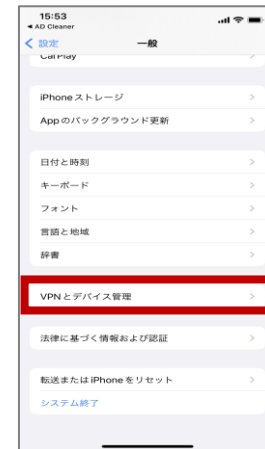 15:53
◀ AD Cleaner
設定
一般
CarPlay
iPhoneストレージ
Appのバックグラウンド更新
日付と時刻
キーボード
フォント
言語と地域
辞書
VPNとデバイス管理
法律に基づく情報および認証
転送またはiPhoneをリセット
システム終了